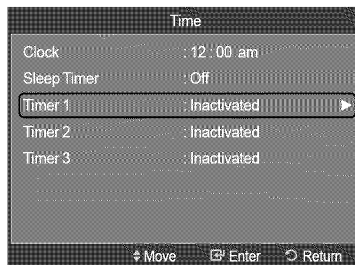 Time
Clock : 12 : 00 am
Sleep Timer : Off
Timer 1 : Inactivated
Timer 2 : Inactivated
Timer 3 : Inactivated
Move Enter Return